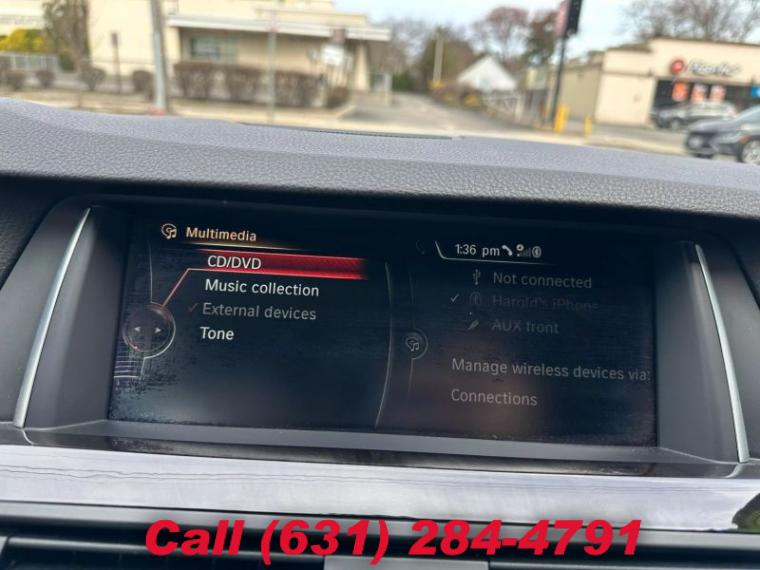 Multimedia
CD/DVD
Music collection
External devices
Tone
1:36 pm
Not connected
Harold's iPhone
AUX front
Manage wireless devices via:
Connections
Call (631) 284-4791